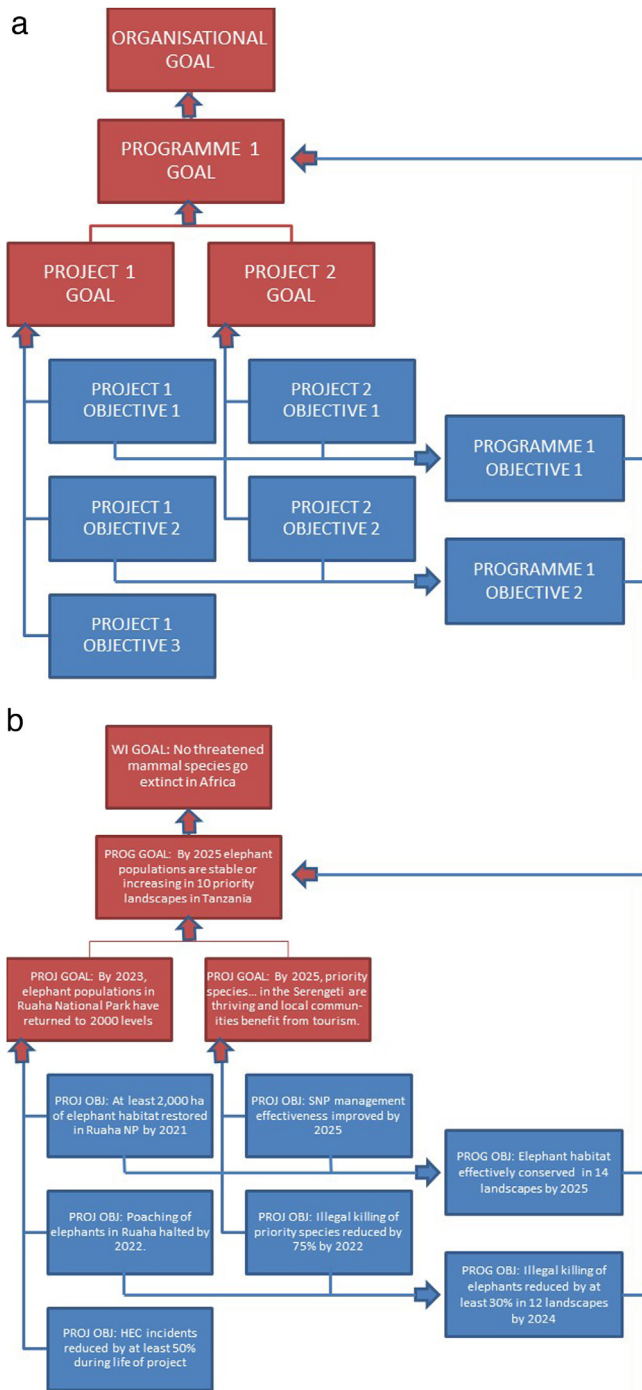 a
ORGANISATIONAL
GOAL
PROGRAMME 1
GOAL
PROJECT 1
GOAL
PROJECT 2
GOAL
PROJECT 1
OBJECTIVE 1
PROJECT 2
OBJECTIVE 1
PROGRAMME 1
OBJECTIVE 1
PROJECT 1
OBJECTIVE 2
PROJECT 2
OBJECTIVE 2
PROGRAMME 1
OBJECTIVE 2
PROJECT 1
OBJECTIVE 3
b
WI GOAL: No threatened
mammal species go
extinct in Africa
PROG GOAL: By 2025 elephant
populations are stable or
increasing in 10 priority
landscapes in Tanzania
PROJ GOAL: By 2023,
elephant populations in
Ruaha National Park have
returned to 2000 levels
PROJ GOAL: By 2025, priority
species... in the Serengeti are
thriving and local commun-
ities benefit from tourism.
PROJ OBJ: At least 2,000 ha
of elephant habitat restored
in Ruaha NP by 2021
PROJ OBJ: SNP management
effectiveness improved by
2025
PROG OBJ: Elephant habitat
effectively conserved in 14
landscapes by 2025
PROJ OBJ: Poaching of
elephants in Ruaha halted by
2022.
PROJ OBJ: Illegal killing of
priority species reduced by
75% by 2022
PROG OBJ: Illegal killing of
elephants reduced by at
least 30% in 12 landscapes
by 2024
PROJ OBJ: HEC incidents
reduced by at least 50%
during life of project